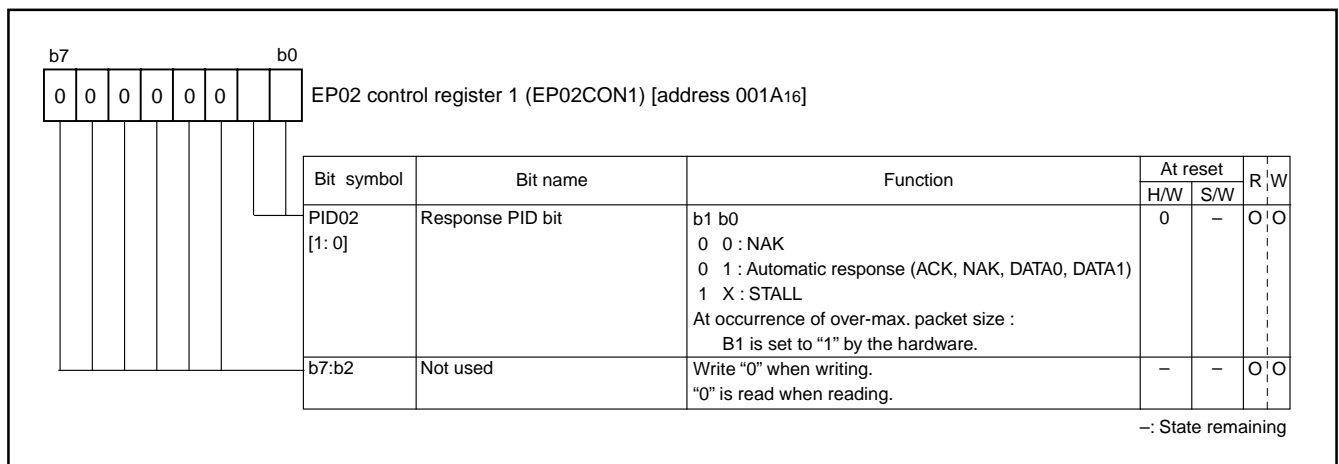 b7 b0
0 0 0 0 0 0 EP02 control register 1 (EP02CON1) [address 001A16]
Bit symbol Bit name Function At reset R W
H/W S/W
PID02 Response PID bit b1 b0 0 – O O
[1: 0] 0 0 : NAK
0 1 : Automatic response (ACK, NAK, DATA0, DATA1)
1 X : STALL
At occurrence of over-max. packet size :
B1 is set to “1” by the hardware.
b7:b2 Not used Write “0” when writing. – – O O
“0” is read when reading.
–: State remaining